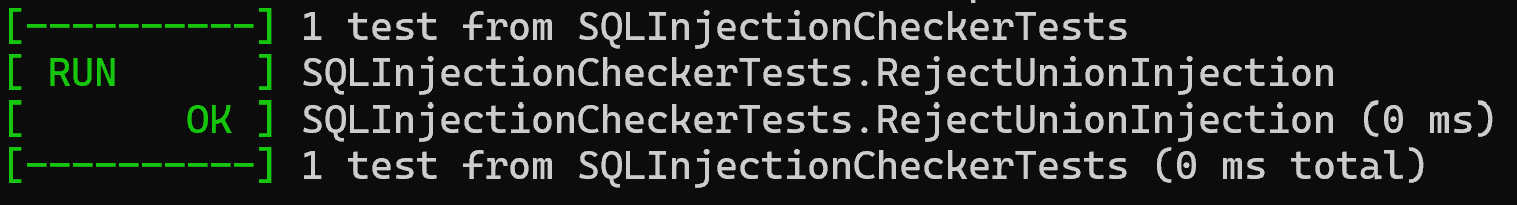 [----------] 1 test from SQLInjectionCheckerTests
[ RUN      ] SQLInjectionCheckerTests.RejectUnionInjection
[       OK ] SQLInjectionCheckerTests.RejectUnionInjection (0 ms)
[----------] 1 test from SQLInjectionCheckerTests (0 ms total)